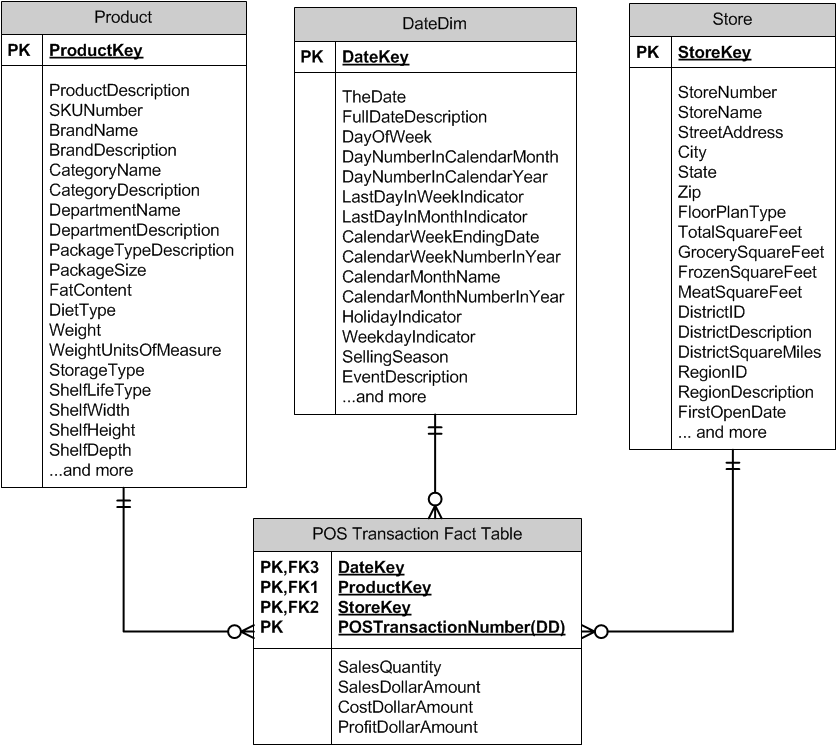 Product
PK ProductKey
ProductDescription
SKUNumber
BrandName
BrandDescription
CategoryName
CategoryDescription
DepartmentName
DepartmentDescription
PackageTypeDescription
PackageSize
FatContent
DietType
Weight
WeightUnitsOfMeasure
StorageType
ShelfLifeType
ShelfWidth
ShelfHeight
ShelfDepth
...and more
DateDim
PK DateKey
TheDate
FullDateDescription
DayOfWeek
DayNumberInCalendarMonth
DayNumberInCalendarYear
LastDayInWeekIndicator
LastDayInMonthIndicator
CalendarWeekEndingDate
CalendarWeekNumberInYear
CalendarMonthName
CalendarMonthNumberInYear
HolidayIndicator
WeekdayIndicator
SellingSeason
EventDescription
...and more
Store
PK StoreKey
StoreNumber
StoreName
StreetAddress
City
State
Zip
FloorPlanType
TotalSquareFeet
GrocerySquareFeet
FrozenSquareFeet
MeatSquareFeet
DistrictID
DistrictDescription
DistrictSquareMiles
RegionID
RegionDescription
FirstOpenDate
... and more
POS Transaction Fact Table
PK,FK3 DateKey
PK,FK1 ProductKey
PK,FK2 StoreKey
PK POSTransactionNumber(DD)
SalesQuantity
SalesDollarAmount
CostDollarAmount
ProfitDollarAmount